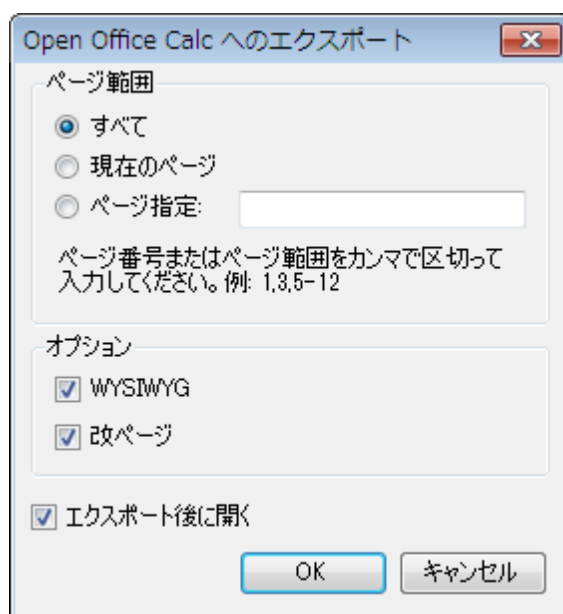 Open Office Calc へのエクスポート
ページ範囲
すべて
現在のページ
ページ指定:
ページ番号またはページ範囲をカンマで区切って
入力してください。例: 1,3,5-12
オプション
WYSIWYG
改ページ
エクスポート後に開く
OK
キャンセル